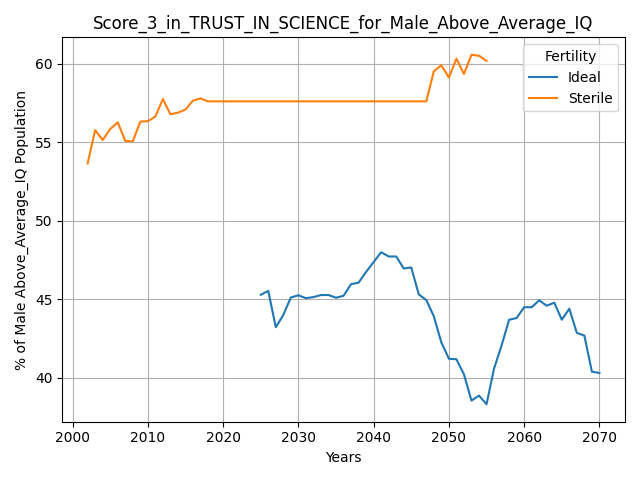 Score_3_in_TRUST_IN_SCIENCE_for_Male_Above_Average_IQ
% of Male Above_Average_IQ Population
60
55
50
45
40
Fertility
Ideal
Sterile
2000 2010 2020 2030 2040 2050 2060 2070
Years